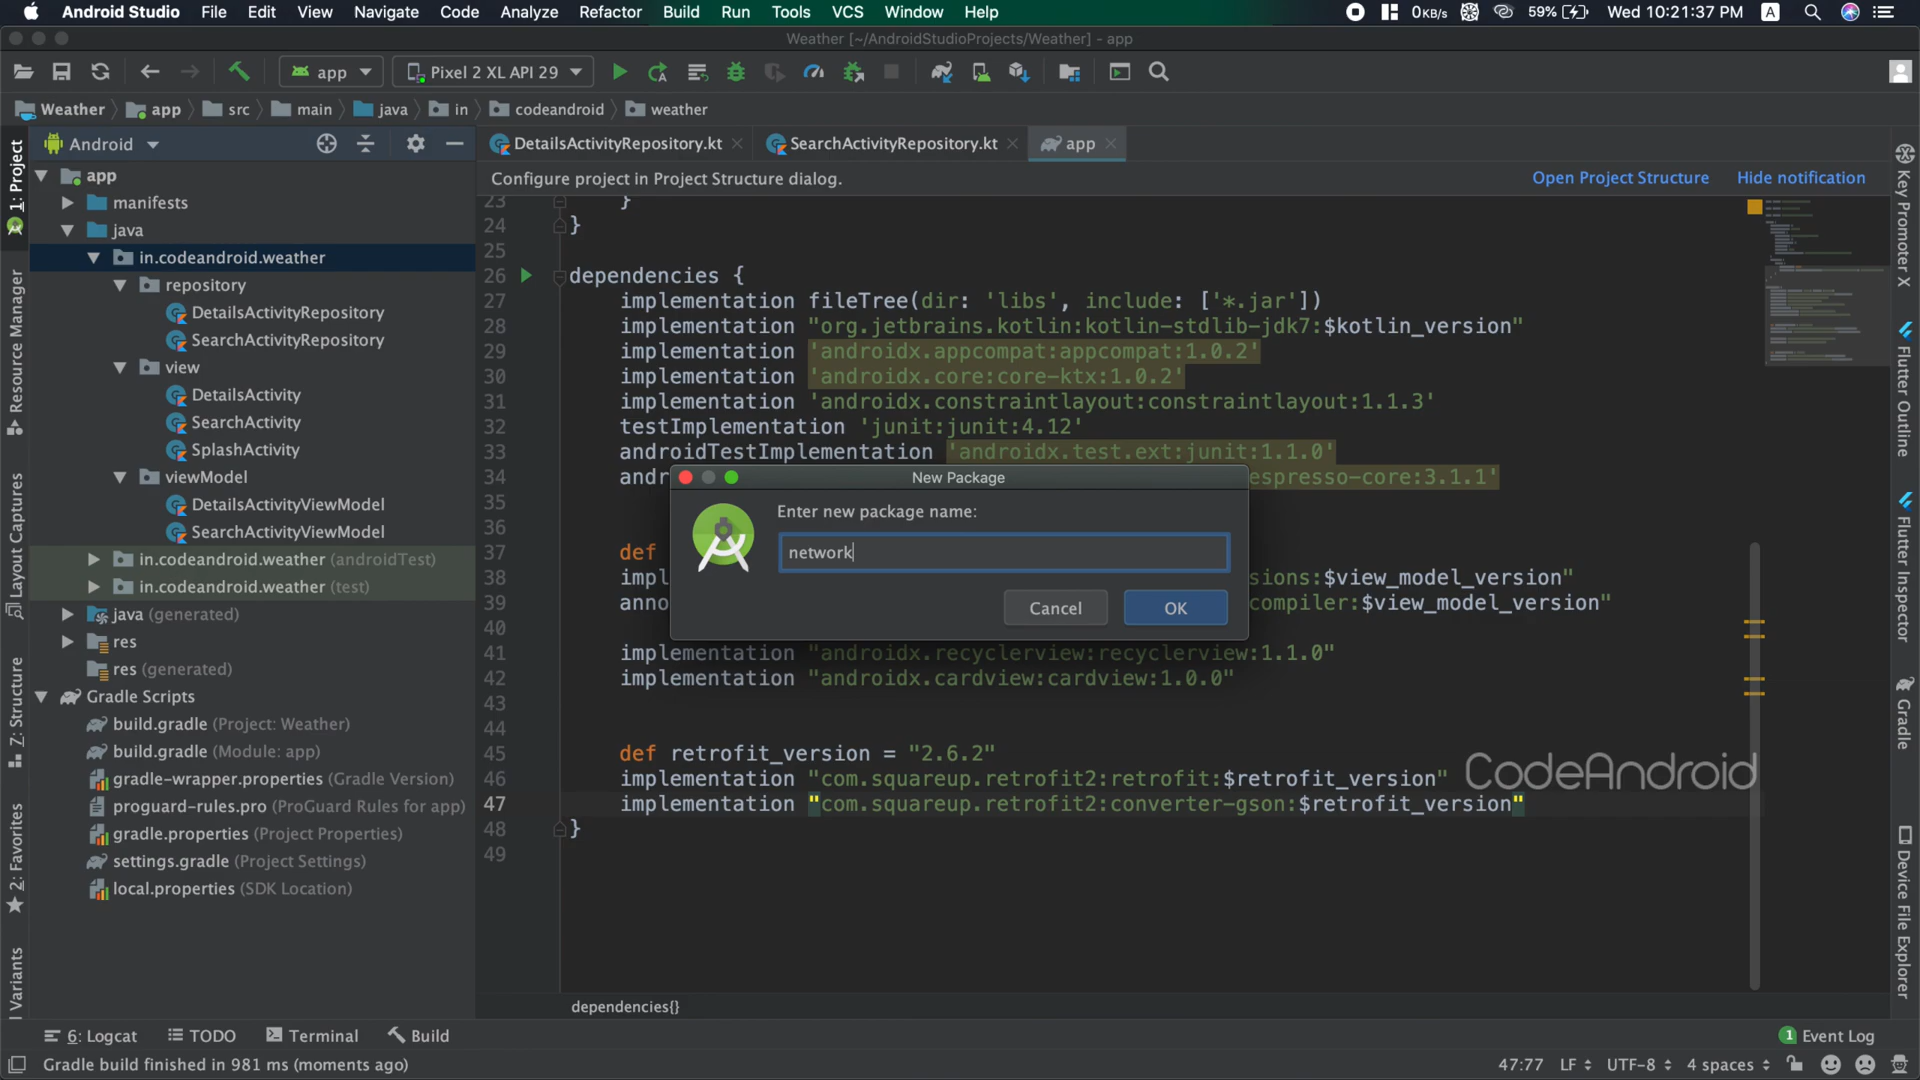 Android Studio File Edit View Navigate Code Analyze Refactor Build Run Tools VCS Window Help 0KB/s 59% Wed 10:21:37 PM A
Weather [~/AndroidStudioProjects/Weather] - app
app Pixel 2 XL API 29
Weather app src main java in codeandroid weather
Android
DetailsActivityRepository.kt SearchActivityRepository.kt app
Configure project in Project Structure dialog. Open Project Structure Hide notification
app
manifests
java
in.codeandroid.weather
repository
DetailsActivityRepository
SearchActivityRepository
view
DetailsActivity
SearchActivity
SplashActivity
viewModel
DetailsActivityViewModel
SearchActivityViewModel
in.codeandroid.weather (androidTest)
in.codeandroid.weather (test)
java (generated)
res
res (generated)
Gradle Scripts
build.gradle (Project: Weather)
build.gradle (Module: app)
gradle-wrapper.properties (Gradle Version)
proguard-rules.pro (ProGuard Rules for app)
gradle.properties (Project Properties)
settings.gradle (Project Settings)
local.properties (SDK Location)
23 }
24 }
25
26 dependencies {
27 implementation fileTree(dir: 'libs', include: ['*.jar'])
28 implementation "org.jetbrains.kotlin:kotlin-stdlib-jdk7:$kotlin_version"
29 implementation 'androidx.appcompat:appcompat:1.0.2'
30 implementation 'androidx.core:core-ktx:1.0.2'
31 implementation 'androidx.constraintlayout:constraintlayout:1.1.3'
32 testImplementation 'junit:junit:4.12'
33 androidTestImplementation 'androidx.test.ext:junit:1.1.0'
34 andr espresso-core:3.1.1'
35
36
37 def
38 impl sions:$view_model_version"
39 anno compiler:$view_model_version"
40
41 implementation "androidx.recyclerview:recyclerview:1.1.0"
42 implementation "androidx.cardview:cardview:1.0.0"
43
44
45 def retrofit_version = "2.6.2"
46 implementation "com.squareup.retrofit2:retrofit:$retrofit_version"
47 implementation "com.squareup.retrofit2:converter-gson:$retrofit_version"
48 }
49
New Package
Enter new package name:
network
Cancel OK
CodeAndroid
dependencies{}
1: Project
Resource Manager
Layout Captures
Z: Structure
2: Favorites
Variants
Key Promoter X
Flutter Outline
Flutter Inspector
Gradle
Device File Explorer
6: Logcat TODO Terminal Build 1 Event Log
Gradle build finished in 981 ms (moments ago) 47:77 LF UTF-8 4 spaces